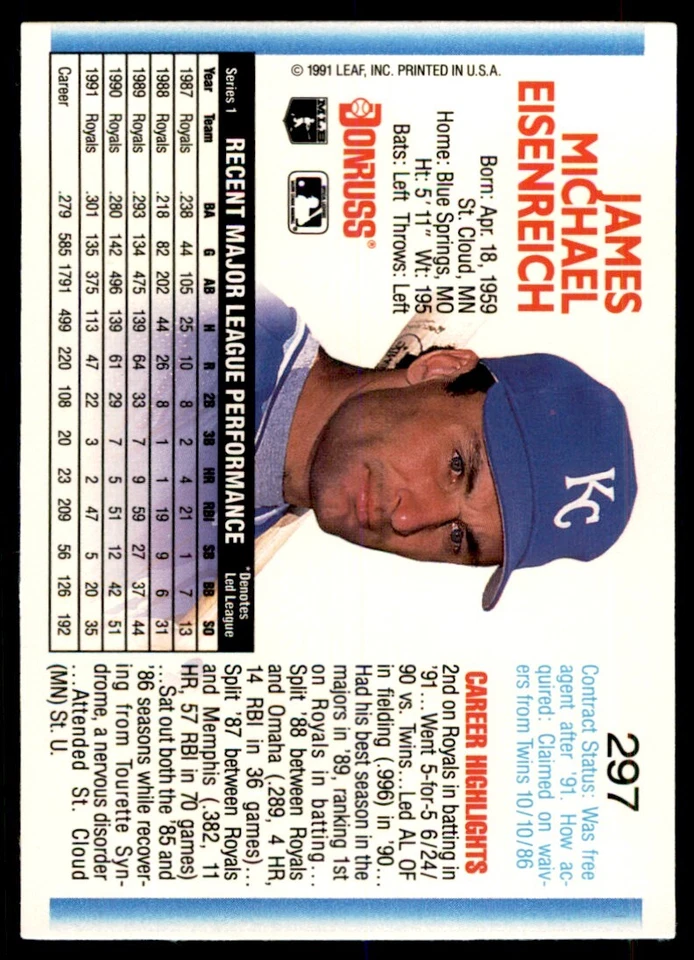 JAMES
MICHAEL
EISENREICH
Born: Apr. 18, 1959
St. Cloud, MN
Home: Blue Springs, MO
Ht: 5' 11" Wt: 195
Bats: Left Throws: Left
DONRUSS®
MLB
© 1991 LEAF, INC. PRINTED IN U.S.A.
KC
297
Contract Status: Was free
agent after '91. How ac-
quired: Claimed on waiv-
ers from Twins 10/10/86
CAREER HIGHLIGHTS
2nd on Royals in batting in
'91...Went 5-for-5 6/24/
90 vs. Twins...Led AL OF
in fielding (.996) in '90...
Had his best season in the
majors in '89, ranking 1st
on Royals in batting...
Split '88 between Royals
and Omaha (.289, 4 HR,
14 RBI in 36 games)...
Split '87 between Royals
and Memphis (.382, 11
HR, 57 RBI in 70 games)
...Sat out both the '85 and
'86 seasons while recover-
ing from Tourette Syn-
drome, a nervous disorder
...Attended St. Cloud
(MN) St. U.
Series 1 RECENT MAJOR LEAGUE PERFORMANCE *Denotes
Led League
Year Team BA G AB H R 2B 3B HR RBI SB BB SO
1987 Royals .238 44 105 25 10 8 2 4 21 1 7 13
1988 Royals .218 82 202 44 26 8 1 1 19 9 6 31
1989 Royals .293 134 475 139 64 33 7 9 59 27 37 44
1990 Royals .280 142 496 139 61 29 7 5 51 12 42 51
1991 Royals .301 135 375 113 47 22 3 2 47 5 20 35
Career .279 585 1791 499 220 108 20 23 209 56 126 192